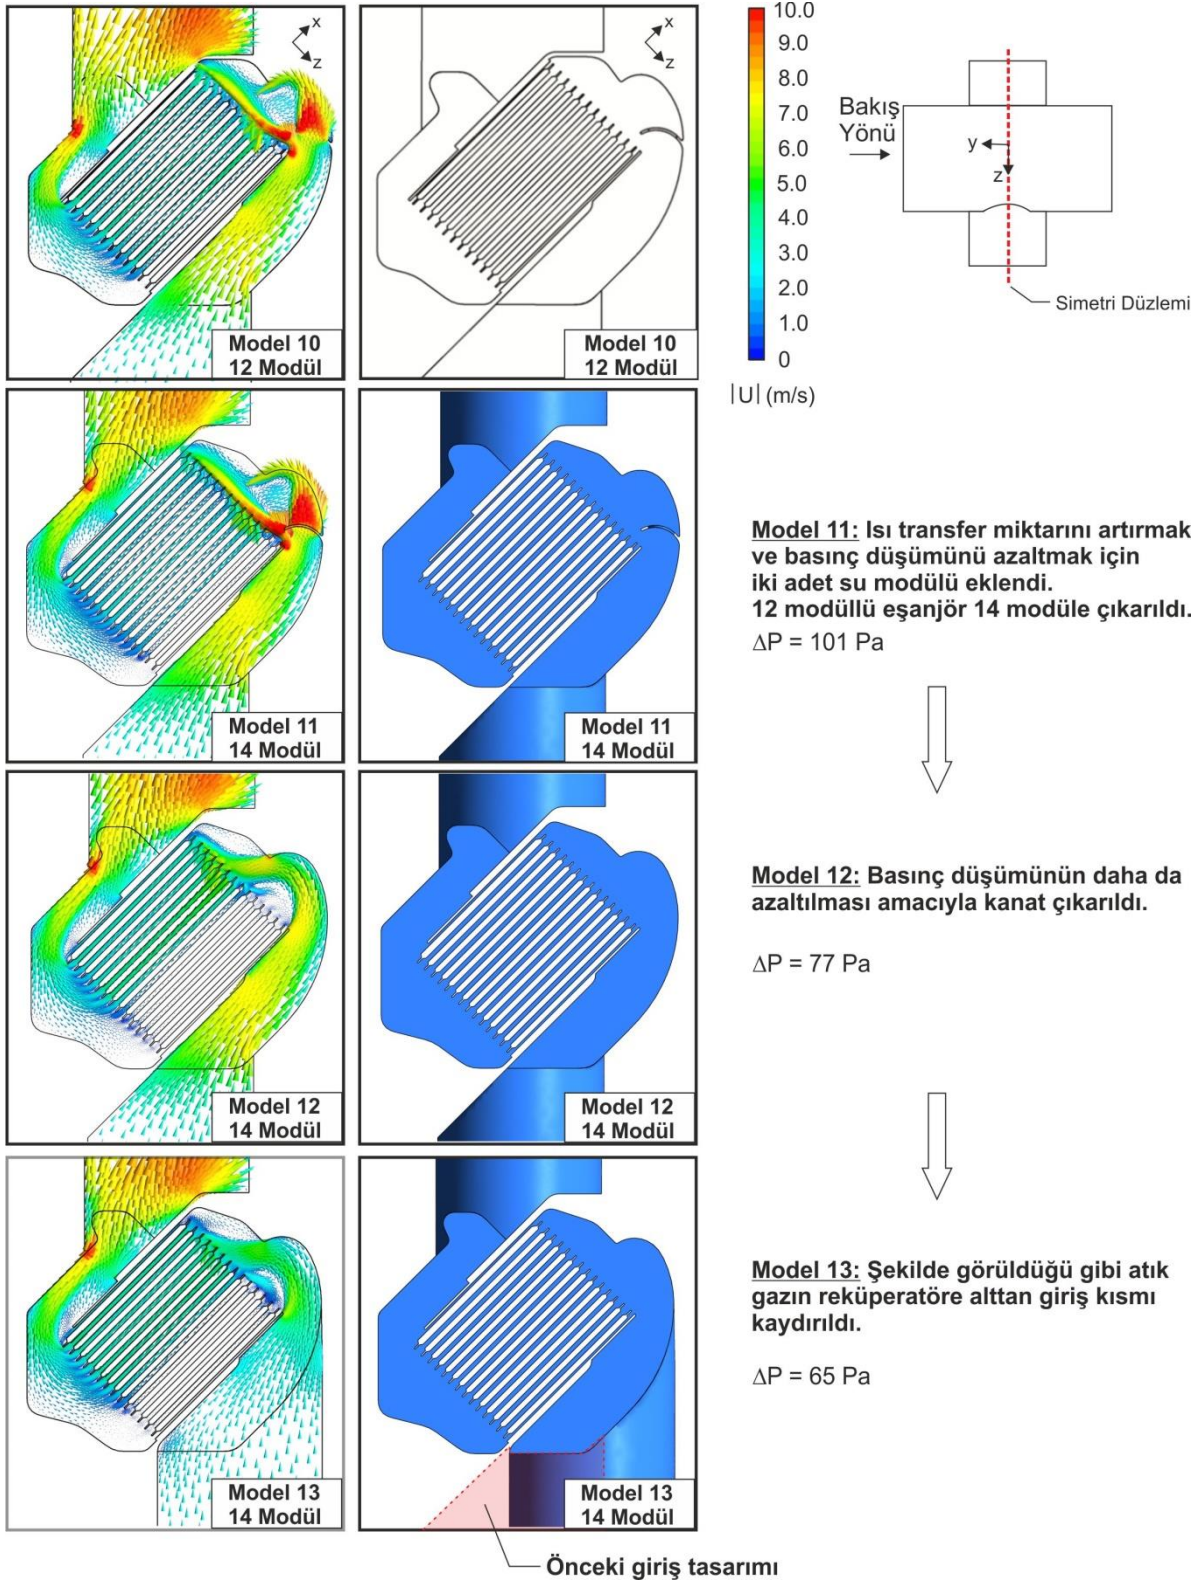 x
z
Model 10
12 Modül
x
z
Model 10
12 Modül
10.0
9.0
8.0
7.0
6.0
5.0
4.0
3.0
2.0
1.0
0
|U| (m/s)
Bakış
Yönü
y
z
Simetri Düzlemi
Model 11
14 Modül
Model 11
14 Modül
Model 11: Isı transfer miktarını artırmak
ve basınç düşümünü azaltmak için
iki adet su modülü eklendi.
12 modüllü eşanjör 14 modüle çıkarıldı.
ΔP = 101 Pa
Model 12
14 Modül
Model 12
14 Modül
Model 12: Basınç düşümünün daha da
azaltılması amacıyla kanat çıkarıldı.
ΔP = 77 Pa
Model 13
14 Modül
Model 13
14 Modül
Model 13: Şekilde görüldüğü gibi atık
gazın reküperatöre alttan giriş kısmı
kaydırıldı.
ΔP = 65 Pa
Önceki giriş tasarımı